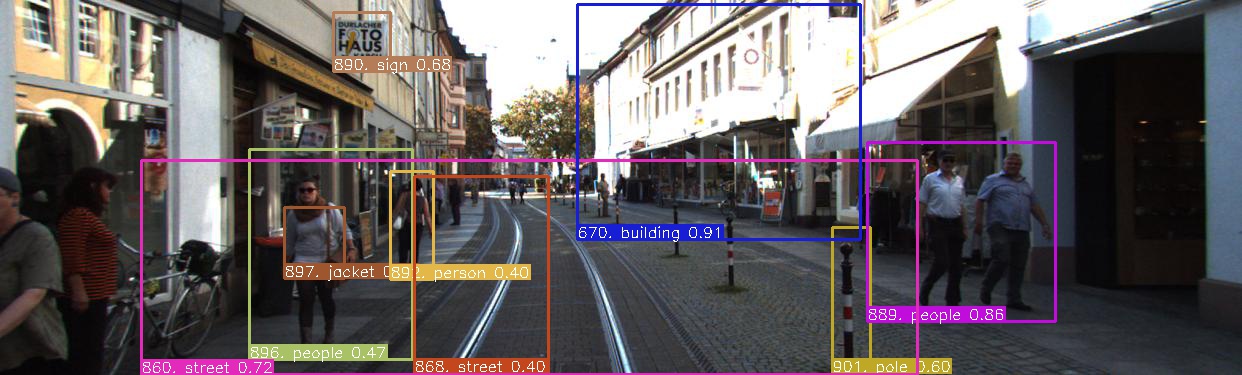 DURLACHER
FOTO
HAUS
890. sign 0.68
670. building 0.91
897. jacket 0
892. person 0.40
889. people 0.86
896. people 0.47
860. street 0.72
868. street 0.40
901. pole 0.60